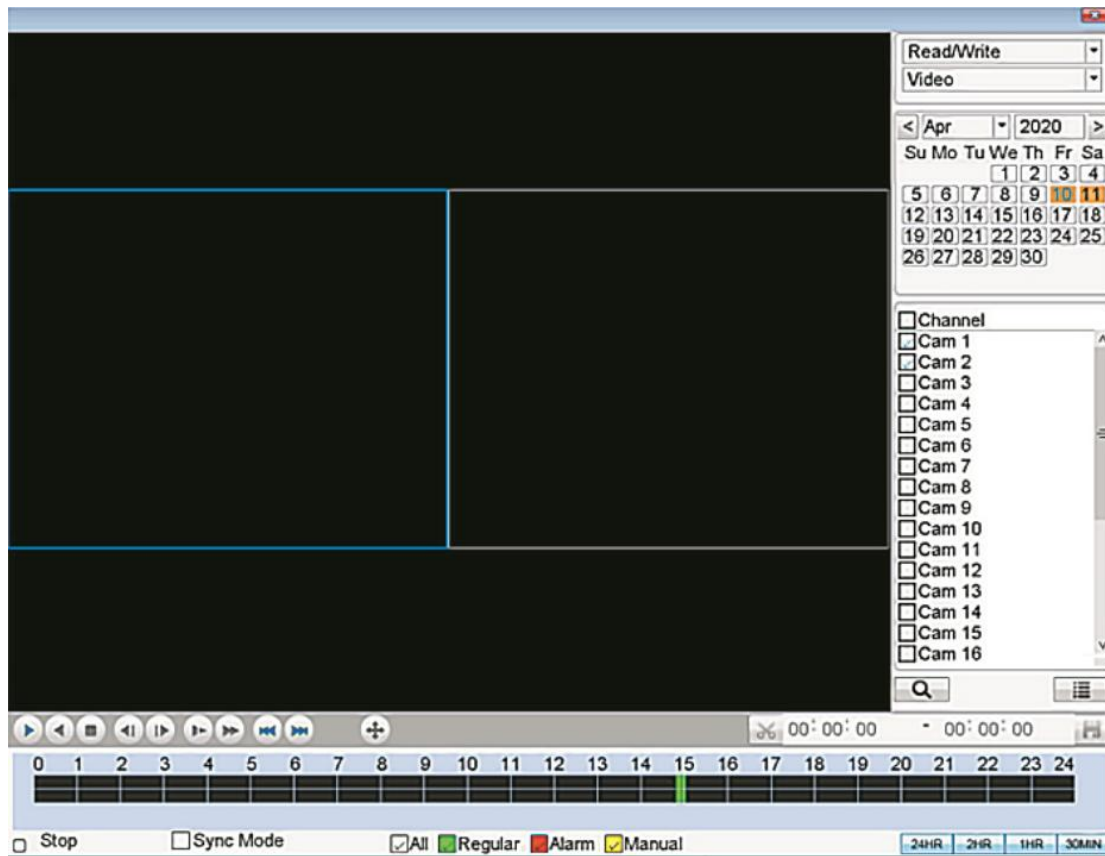 Read/Write
Video
< Apr 2020 >
Su Mo Tu We Th Fr Sa
1 2 3 4
5 6 7 8 9 10 11
12 13 14 15 16 17 18
19 20 21 22 23 24 25
26 27 28 29 30
Channel
Cam 1
Cam 2
Cam 3
Cam 4
Cam 5
Cam 6
Cam 7
Cam 8
Cam 9
Cam 10
Cam 11
Cam 12
Cam 13
Cam 14
Cam 15
Cam 16
00: 00: 00 - 00: 00: 00
0 1 2 3 4 5 6 7 8 9 10 11 12 13 14 15 16 17 18 19 20 21 22 23 24
Stop Sync Mode All Regular Alarm Manual 24HR 2HR 1HR 30MIN